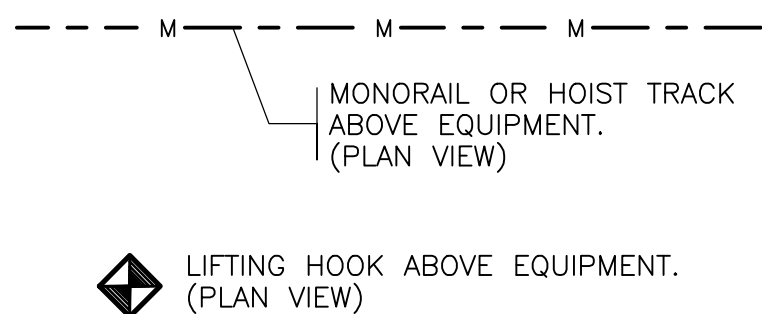 M M M
MONORAIL OR HOIST TRACK
ABOVE EQUIPMENT.
(PLAN VIEW)
LIFTING HOOK ABOVE EQUIPMENT.
(PLAN VIEW)